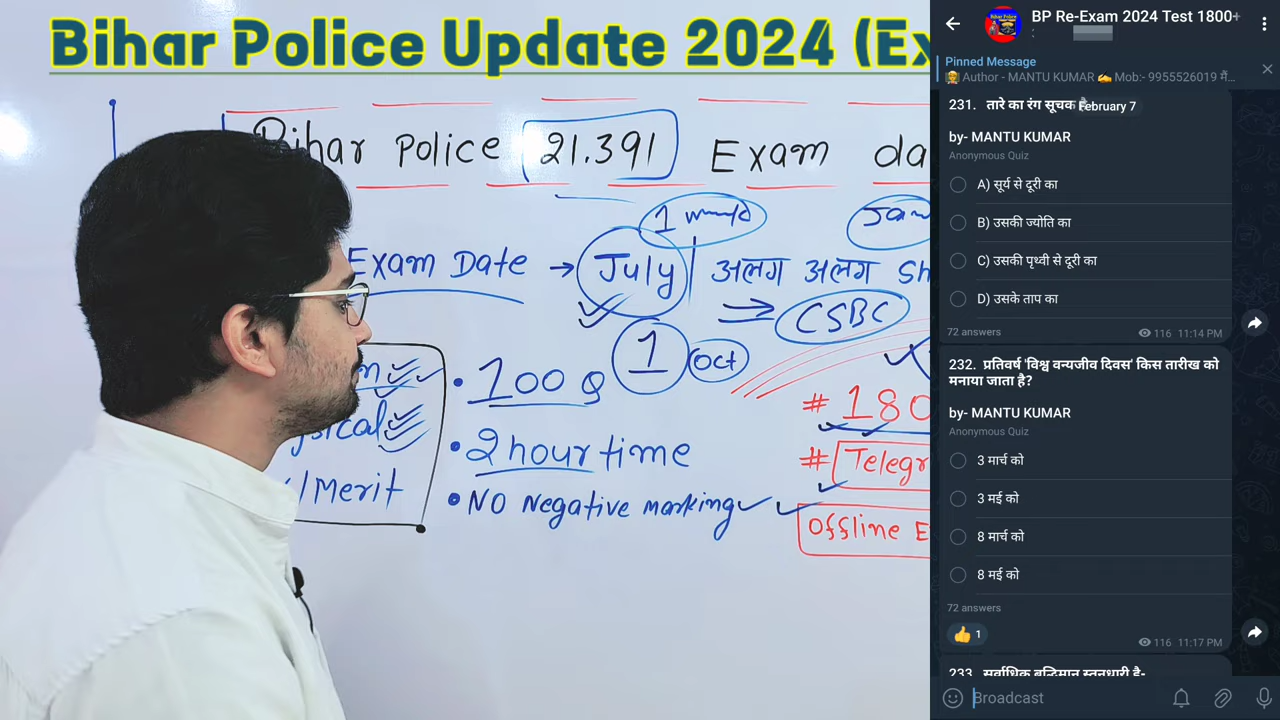 Bihar Police Update 2024 (Ex
Bihar Police 21.391 Exam da
1
Exam Date → July अलग अलग Sh
⇒ CSBC
1 oct
• 100 Q
• 2 hour time
• NO Negative marking
/Merit
# 180
# Telegr
Offline E
BP Re-Exam 2024 Test 1800+
Pinned Message
Author - MANTU KUMAR ✍ Mob:- 9955526019 में...
231. तारे का रंग सूचक है
February 7
by- MANTU KUMAR
Anonymous Quiz
A) सूर्य से दूरी का
B) उसकी ज्योति का
C) उसकी पृथ्वी से दूरी का
D) उसके ताप का
72 answers
116 11:14 PM
232. प्रतिवर्ष 'विश्व वन्यजीव दिवस' किस तारीख को
मनाया जाता है?
by- MANTU KUMAR
Anonymous Quiz
3 मार्च को
3 मई को
8 मार्च को
8 मई को
72 answers
👍 1
116 11:17 PM
233. सर्वाधिक बुद्धिमान स्तनधारी है-
Broadcast